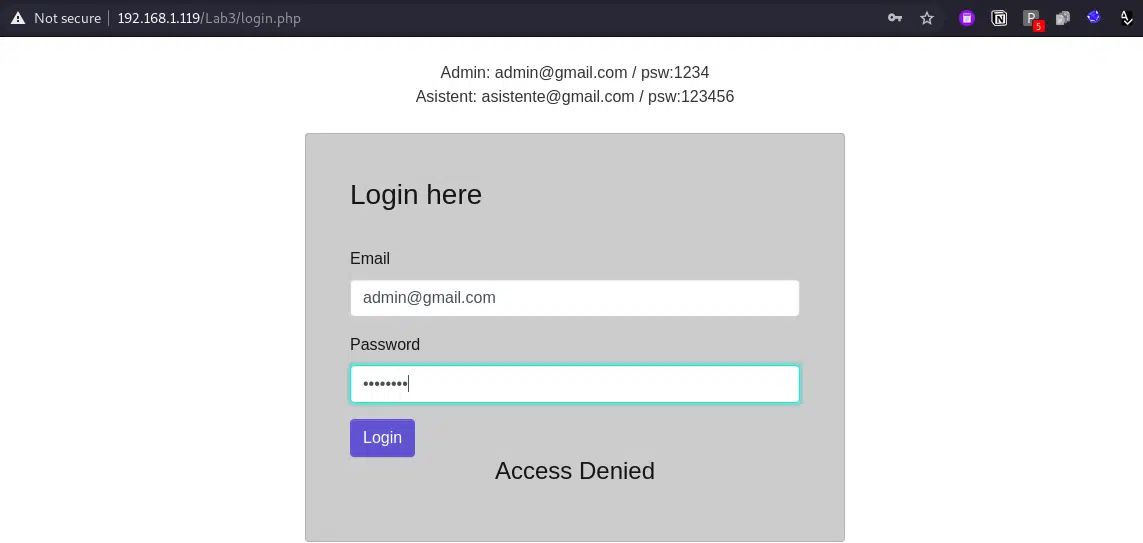 Not secure 192.168.1.119/Lab3/login.php
5
Admin: admin@gmail.com / psw:1234
Asistent: asistente@gmail.com / psw:123456
Login here
Email
admin@gmail.com
Password
••••••••
Login
Access Denied